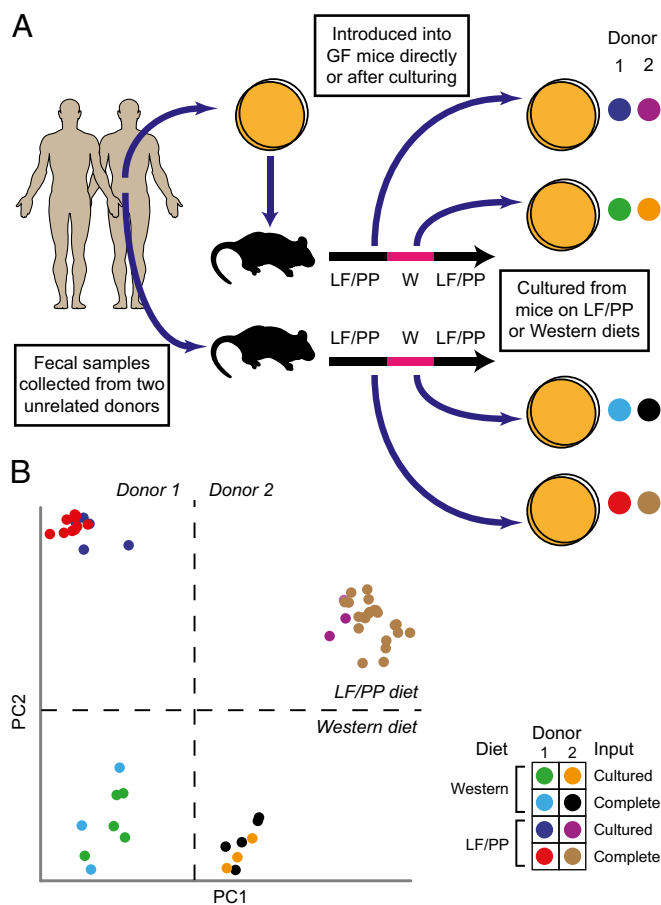 A
Introduced into
GF mice directly
or after culturing
Donor
1 2
LF/PP W LF/PP
LF/PP W LF/PP
Cultured from
mice on LF/PP
or Western diets
Fecal samples
collected from two
unrelated donors
B
Donor 1 Donor 2
LF/PP diet
Western diet
PC2
PC1
Donor
Diet 1 2 Input
Western
Cultured
Complete
LF/PP
Cultured
Complete